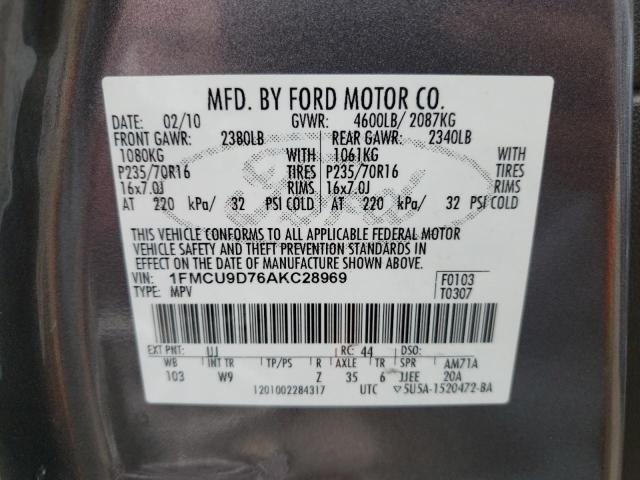 MFD. BY FORD MOTOR CO.
DATE: 02/10 GVWR: 4600LB/ 2087KG
FRONT GAWR: 2380LB REAR GAWR: 2340LB
1080KG WITH 1061KG WITH
P235/70R16 TIRES P235/70R16 TIRES
16x7.0J RIMS 16x7.0J RIMS
AT 220 kPa/ 32 PSI COLD AT 220 kPa/ 32 PSI COLD
THIS VEHICLE CONFORMS TO ALL APPLICABLE FEDERAL MOTOR
VEHICLE SAFETY AND THEFT PREVENTION STANDARDS IN
EFFECT ON THE DATE OF MANUFACTURE SHOWN ABOVE.
VIN: 1FMCU9D76AKC28969 F0103
TYPE: MPV T0307
EXT PNT: UJ RC: 44 DSO:
WB INT TR TP/PS R AXLE TR SPR AM71A
103 W9 Z 35 6 JJEE 20A
1201002284317 UTC ▽5U5A-1520472-BA
Ford